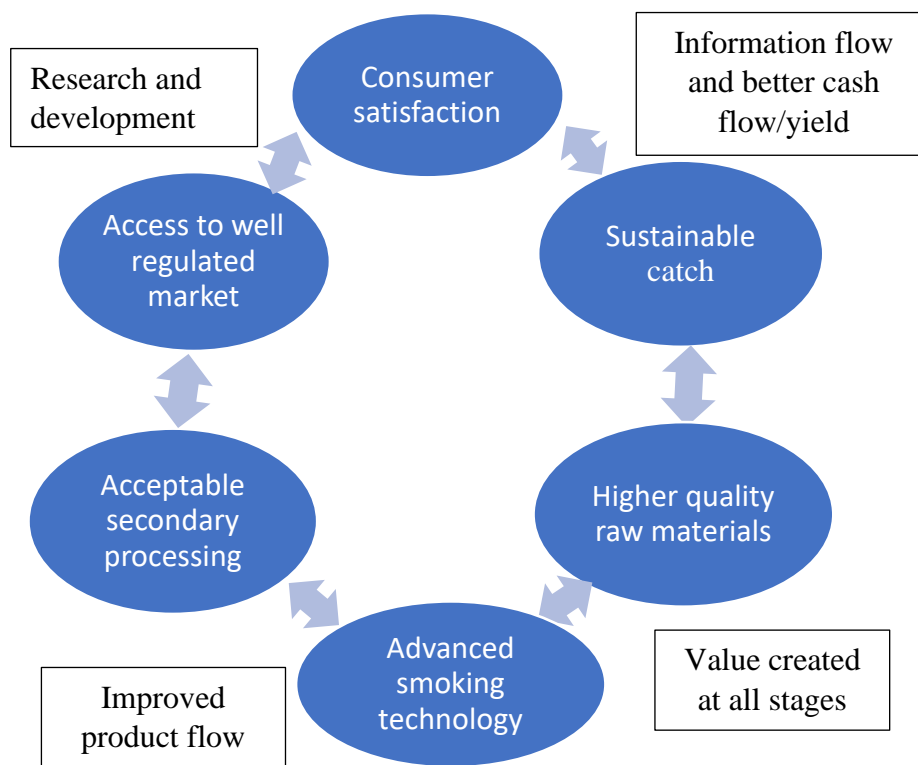 Consumer
satisfaction
Information flow
and better cash
flow/yield
Research and
development
Access to well
regulated
market
Sustainable
catch
Acceptable
secondary
processing
Higher quality
raw materials
Advanced
smoking
technology
Improved
product flow
Value created
at all stages